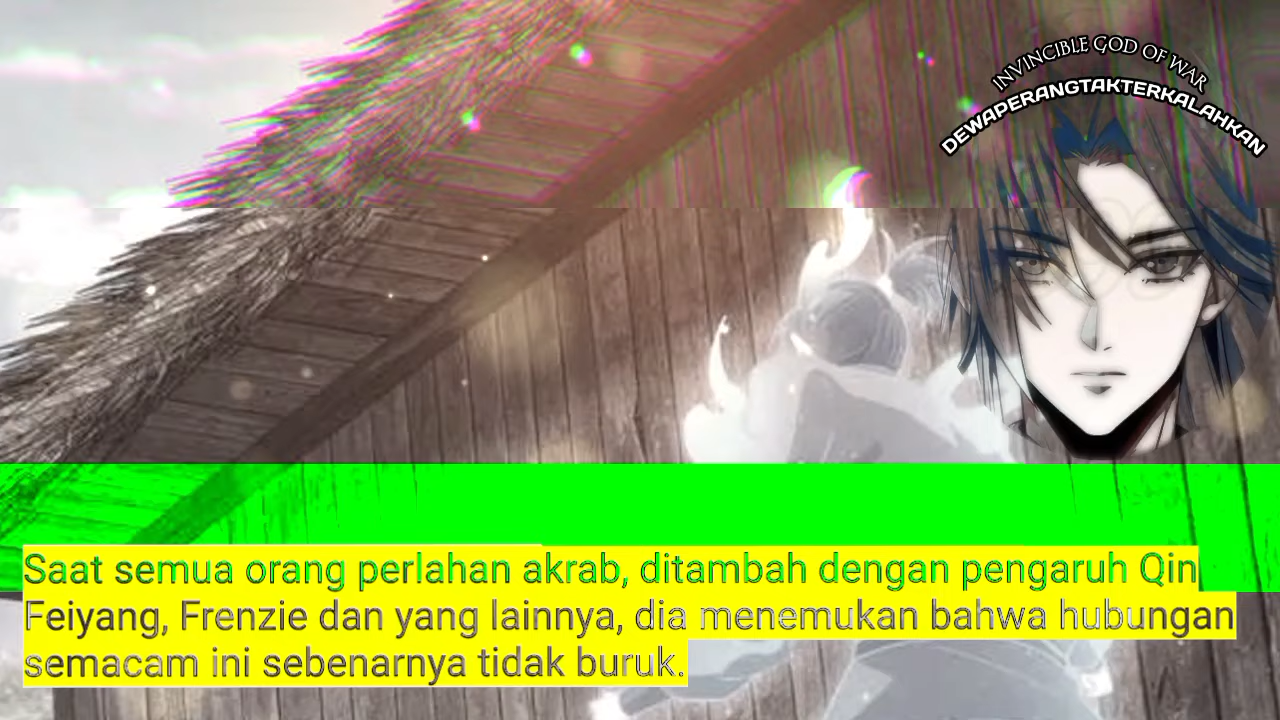 INVINCIBLE GOD OF WAR
DEWAPERANGTAKTERKALAHKAN
Saat semua orang perlahan akrab, ditambah dengan pengaruh Qin
Feiyang, Frenzie dan yang lainnya, dia menemukan bahwa hubungan
semacam ini sebenarnya tidak buruk.